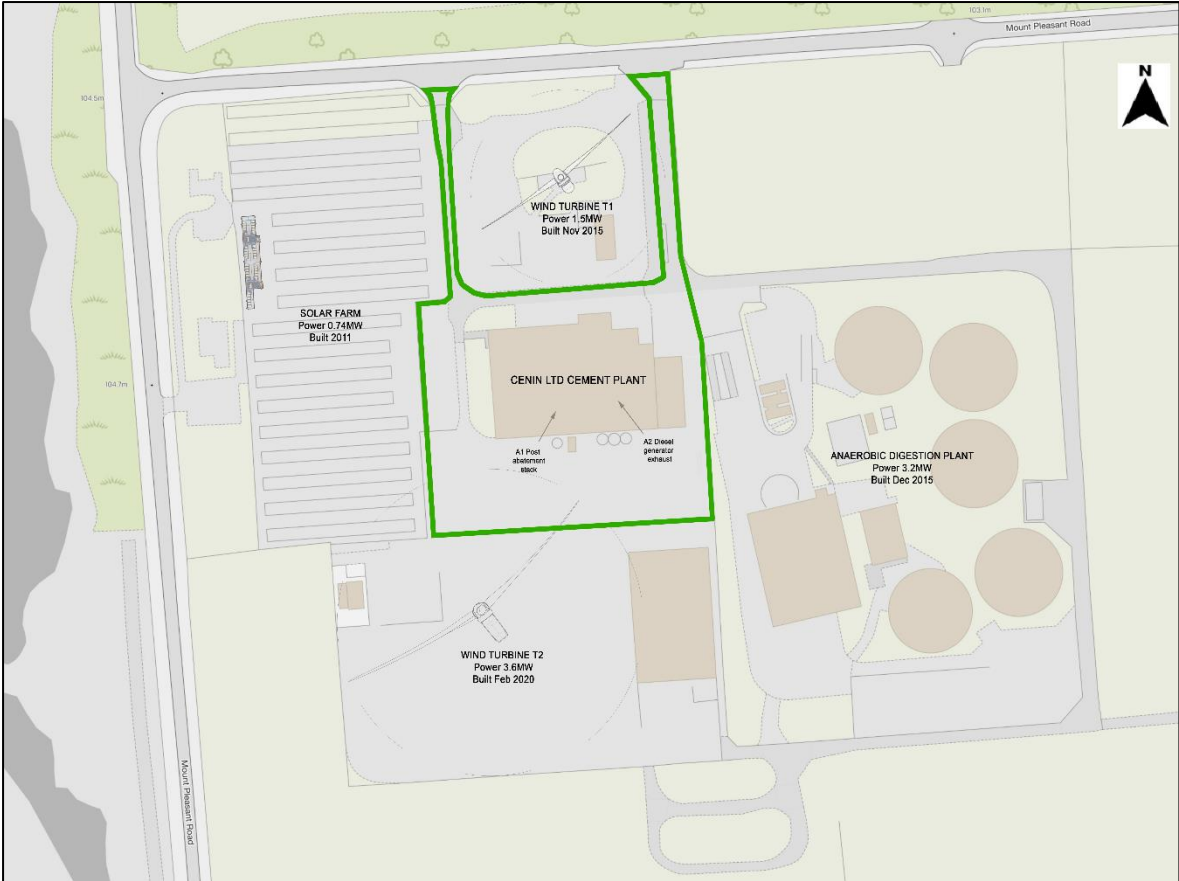 103.1m
Mount Pleasant Road
N
104.5m
WIND TURBINE T1
Power 1.5MW
Built Nov 2015
SOLAR FARM
Power 0.74MW
Built 2011
104.7m
CENIN LTD CEMENT PLANT
A1 Post
abatement
stack
A2 Diesel
generator
exhaust
ANAEROBIC DIGESTION PLANT
Power 3.2MW
Built Dec 2015
WIND TURBINE T2
Power 3.6MW
Built Feb 2020
Mount Pleasant Road